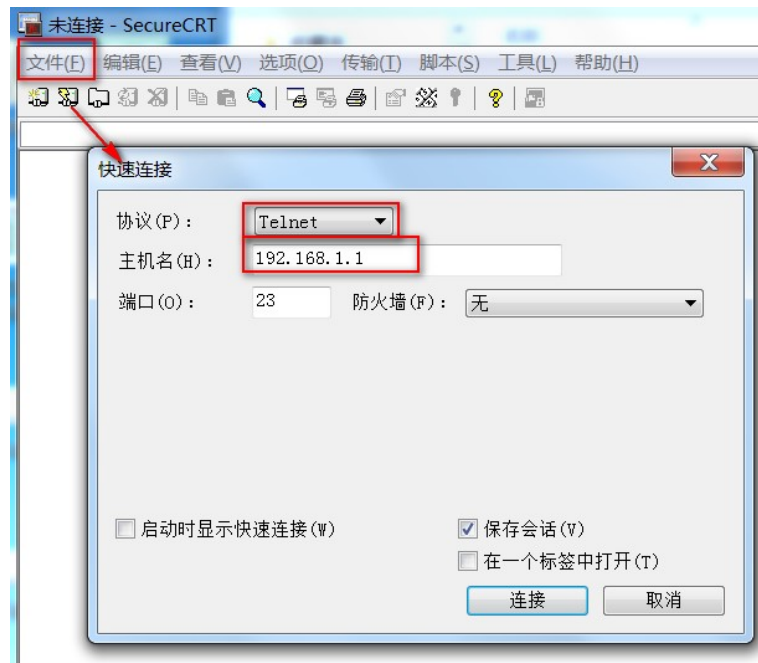 未连接 - SecureCRT
文件(F) 编辑(E) 查看(V) 选项(O) 传输(T) 脚本(S) 工具(L) 帮助(H)
快速连接
协议(P): Telnet
主机名(H): 192.168.1.1
端口(O): 23 防火墙(F): 无
启动时显示快速连接(W) 保存会话(V)
在一个标签中打开(T)
连接 取消